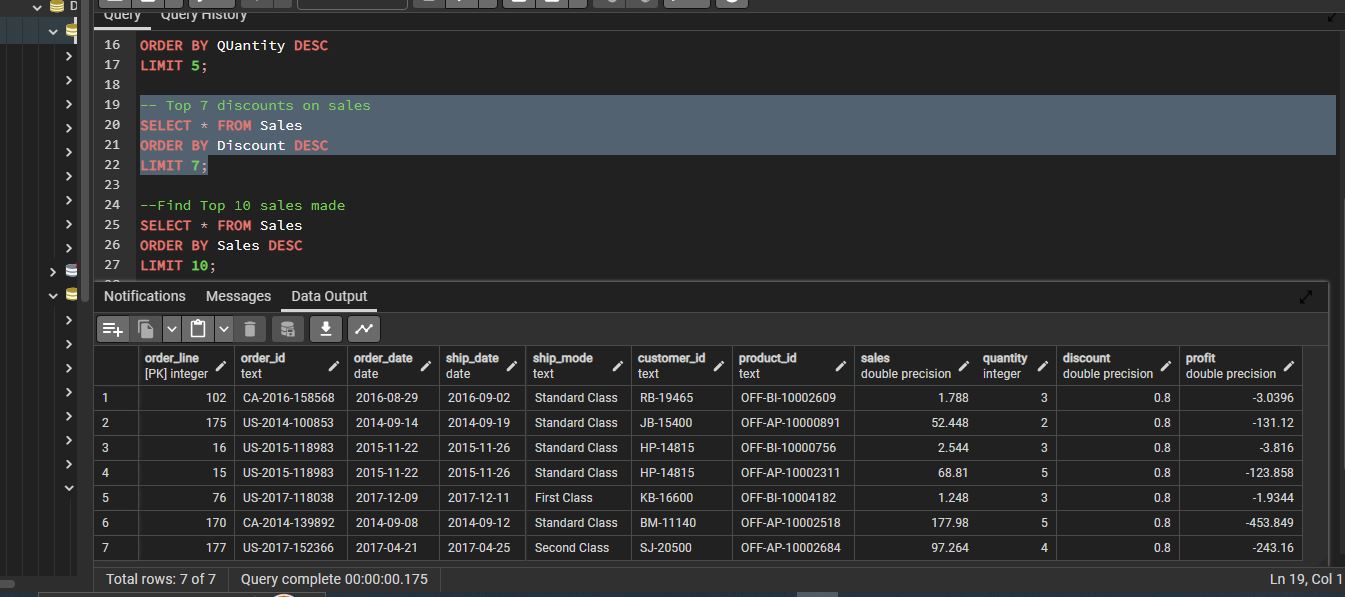 D
Query Query History
16 ORDER BY QUantity DESC
17 LIMIT 5;
18
19 -- Top 7 discounts on sales
20 SELECT * FROM Sales
21 ORDER BY Discount DESC
22 LIMIT 7;
23
24 --Find Top 10 sales made
25 SELECT * FROM Sales
26 ORDER BY Sales DESC
27 LIMIT 10;
Notifications Messages Data Output
order_line order_id order_date ship_date ship_mode customer_id product_id sales quantity discount profit
[PK] integer text date date text text text double precision integer double precision double precision
1 102 CA-2016-158568 2016-08-29 2016-09-02 Standard Class RB-19465 OFF-BI-10002609 1.788 3 0.8 -3.0396
2 175 US-2014-100853 2014-09-14 2014-09-19 Standard Class JB-15400 OFF-AP-10000891 52.448 2 0.8 -131.12
3 16 US-2015-118983 2015-11-22 2015-11-26 Standard Class HP-14815 OFF-BI-10000756 2.544 3 0.8 -3.816
4 15 US-2015-118983 2015-11-22 2015-11-26 Standard Class HP-14815 OFF-AP-10002311 68.81 5 0.8 -123.858
5 76 US-2017-118038 2017-12-09 2017-12-11 First Class KB-16600 OFF-BI-10004182 1.248 3 0.8 -1.9344
6 170 CA-2014-139892 2014-09-08 2014-09-12 Standard Class BM-11140 OFF-AP-10002518 177.98 5 0.8 -453.849
7 177 US-2017-152366 2017-04-21 2017-04-25 Second Class SJ-20500 OFF-AP-10002684 97.264 4 0.8 -243.16
Total rows: 7 of 7 Query complete 00:00:00.175 Ln 19, Col 1